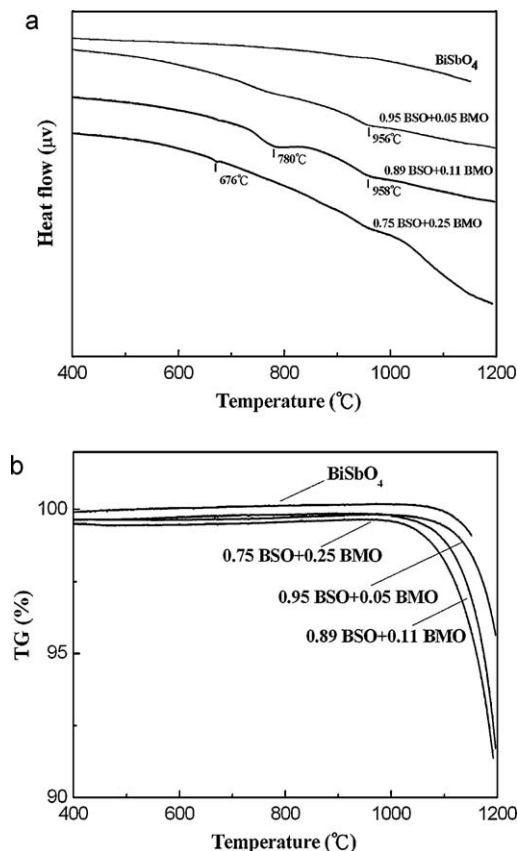 a
BiSbO4
0.95 BSO+0.05 BMO
956℃
0.89 BSO+0.11 BMO
780℃
958℃
676℃
0.75 BSO+0.25 BMO
Heat flow (μv)
400 600 800 1000 1200
Temperature (℃)
b
BiSbO4
100
0.75 BSO+0.25 BMO
0.95 BSO+0.05 BMO
95
0.89 BSO+0.11 BMO
TG (%)
90
400 600 800 1000 1200
Temperature (℃)